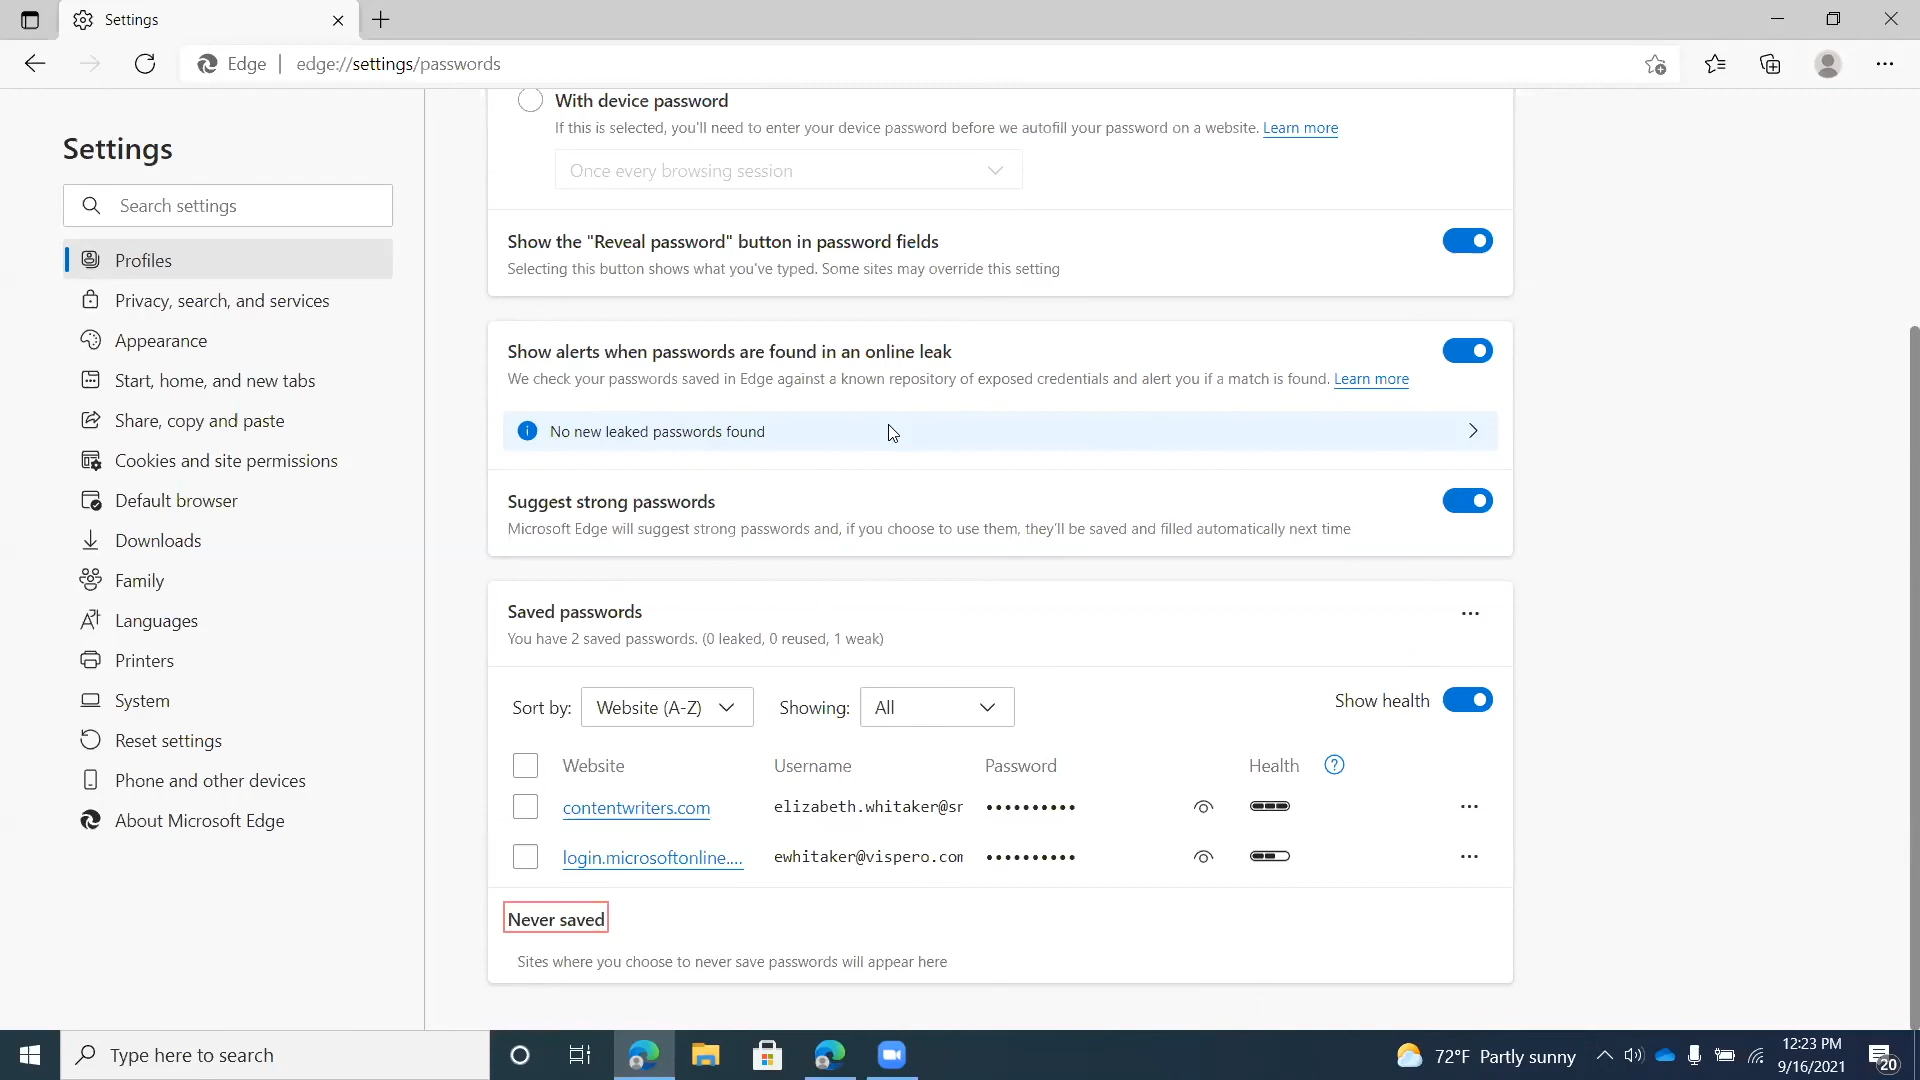 Settings
Edge | edge://settings/passwords
Settings
Search settings
Profiles
Privacy, search, and services
Appearance
Start, home, and new tabs
Share, copy and paste
Cookies and site permissions
Default browser
Downloads
Family
Languages
Printers
System
Reset settings
Phone and other devices
About Microsoft Edge
With device password
If this is selected, you'll need to enter your device password before we autofill your password on a website. Learn more
Once every browsing session
Show the "Reveal password" button in password fields
Selecting this button shows what you've typed. Some sites may override this setting
Show alerts when passwords are found in an online leak
We check your passwords saved in Edge against a known repository of exposed credentials and alert you if a match is found. Learn more
No new leaked passwords found
Suggest strong passwords
Microsoft Edge will suggest strong passwords and, if you choose to use them, they'll be saved and filled automatically next time
Saved passwords
You have 2 saved passwords. (0 leaked, 0 reused, 1 weak)
Sort by: Website (A-Z) Showing: All Show health
Website Username Password Health ?
contentwriters.com elizabeth.whitaker@sr ••••••••••
login.microsoftonline.... ewhitaker@vispero.com ••••••••••
Never saved
Sites where you choose to never save passwords will appear here
Type here to search
72°F Partly sunny
12:23 PM
9/16/2021
20